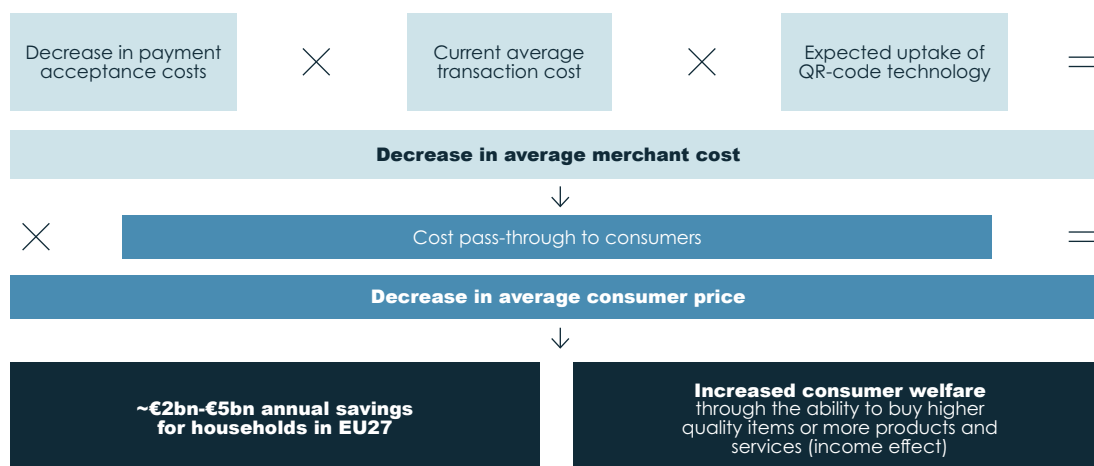 Decrease in payment
acceptance costs
×
Current average
transaction cost
×
Expected uptake of
QR-code technology
=
Decrease in average merchant cost
↓
×
Cost pass-through to consumers
=
Decrease in average consumer price
↓
~€2bn-€5bn annual savings
for households in EU27
Increased consumer welfare
through the ability to buy higher
quality items or more products and
services (income effect)